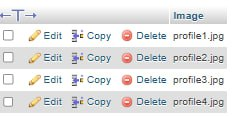 Image
Edit Copy Delete profile1.jpg
Edit Copy Delete profile2.jpg
Edit Copy Delete profile3.jpg
Edit Copy Delete profile4.jpg